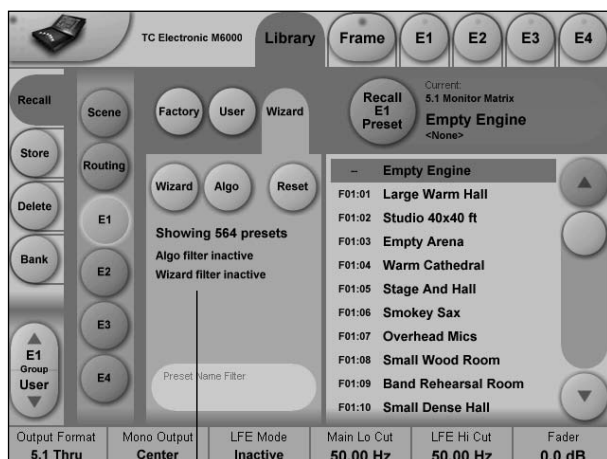 TC Electronic M6000
Library
Frame
E1
E2
E3
E4
Recall
Store
Delete
Bank
E1
Group
User
Scene
Routing
E1
E2
E3
E4
Factory
User
Wizard
Wizard
Algo
Reset
Showing 564 presets
Algo filter inactive
Wizard filter inactive
Preset Name Filter
Recall
E1
Preset
Current:
5.1 Monitor Matrix
Empty Engine
<None>
– Empty Engine
F01:01 Large Warm Hall
F01:02 Studio 40x40 ft
F01:03 Empty Arena
F01:04 Warm Cathedral
F01:05 Stage And Hall
F01:06 Smokey Sax
F01:07 Overhead Mics
F01:08 Small Wood Room
F01:09 Band Rehearsal Room
F01:10 Small Dense Hall
Output Format
5.1 Thru
Mono Output
Center
LFE Mode
Inactive
Main Lo Cut
50.00 Hz
LFE Hi Cut
50.00 Hz
Fader
0.0 dB